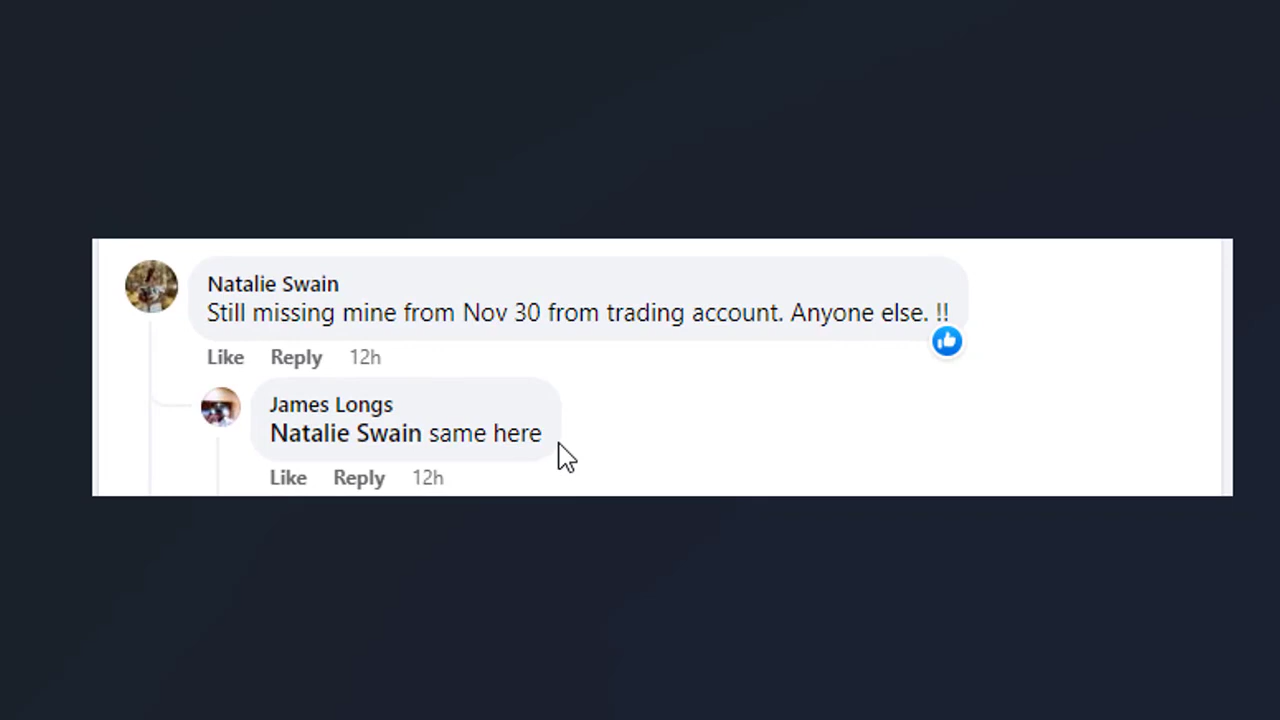 Natalie Swain
Still missing mine from Nov 30 from trading account. Anyone else. !!
Like Reply 12h
James Longs
Natalie Swain same here
Like Reply 12h